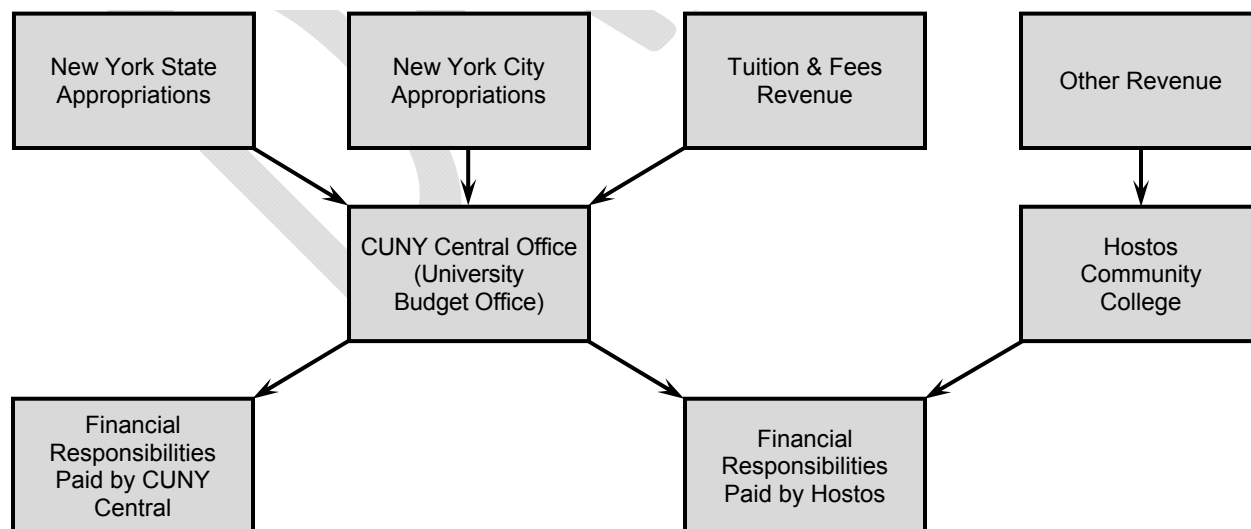 New York State
Appropriations
New York City
Appropriations
Tuition & Fees
Revenue
Other Revenue
CUNY Central Office
(University
Budget Office)
Hostos
Community
College
Financial
Responsibilities
Paid by CUNY
Central
Financial
Responsibilities
Paid by Hostos